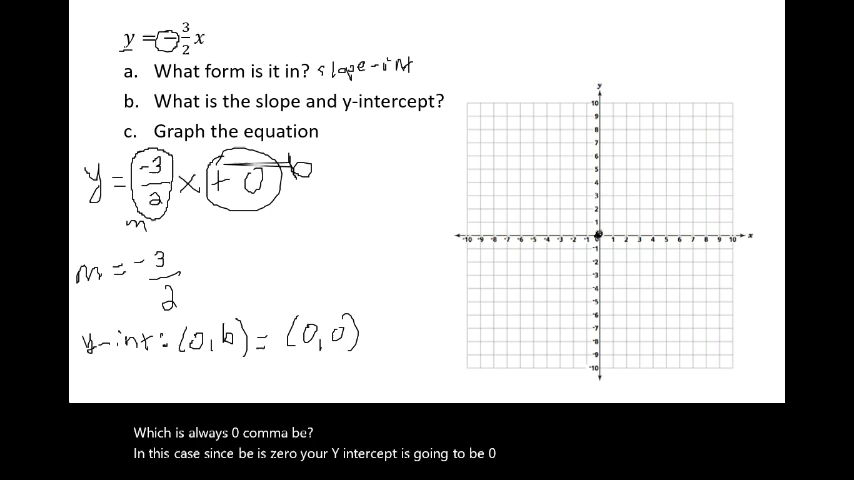 y = -3/2 x
a. What form is it in? slope-int
b. What is the slope and y-intercept?
c. Graph the equation
y = -3/2 x + 0 b
m
m = -3/2
y-int: (0, b) = (0, 0)
y
10
9
8
7
6
5
4
3
2
1
-10 -9 -8 -7 -6 -5 -4 -3 -2 -1 0 1 2 3 4 5 6 7 8 9 10 x
-1
-2
-3
-4
-5
-6
-7
-8
-9
-10
Which is always 0 comma be?
In this case since be is zero your Y intercept is going to be 0